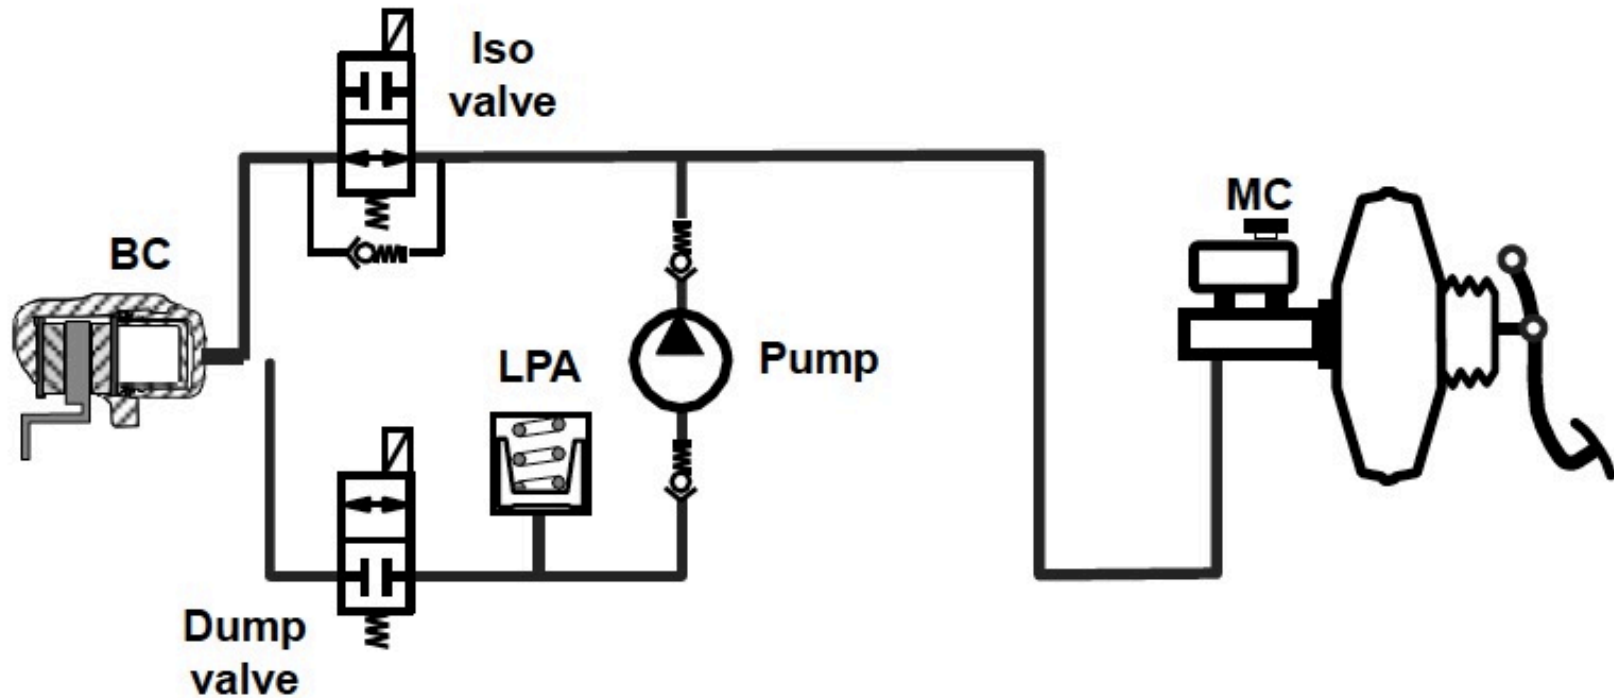 Iso
valve
BC
MC
LPA
Pump
Dump
valve